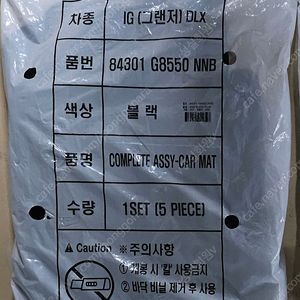 차종 IG (그랜저) DLX
품번 84301 G8550 NNB
색상 블랙
품명 COMPLETE ASSY-CAR MAT
수량 1SET (5 PIECE)
⚠ Caution ※주의사항
① 개봉 시 칼 사용금지
② 바닥 비닐 제거 후 사용